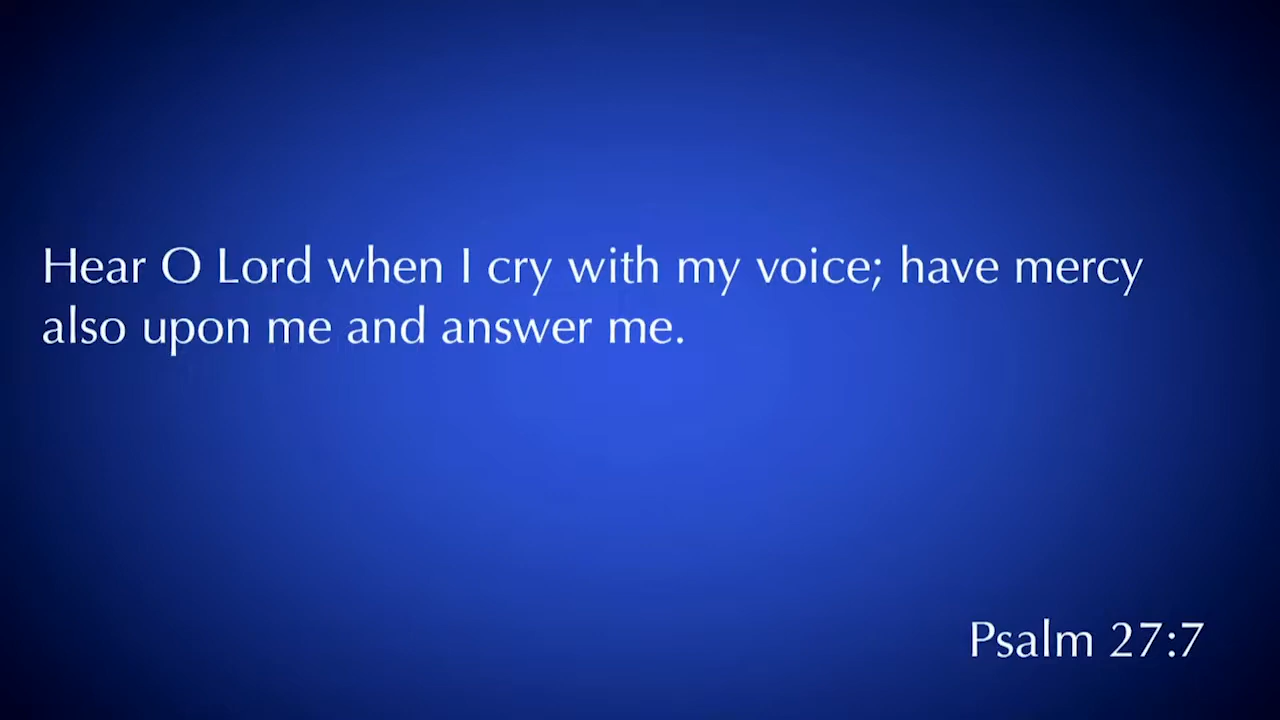 Hear O Lord when I cry with my voice; have mercy
also upon me and answer me.
Psalm 27:7